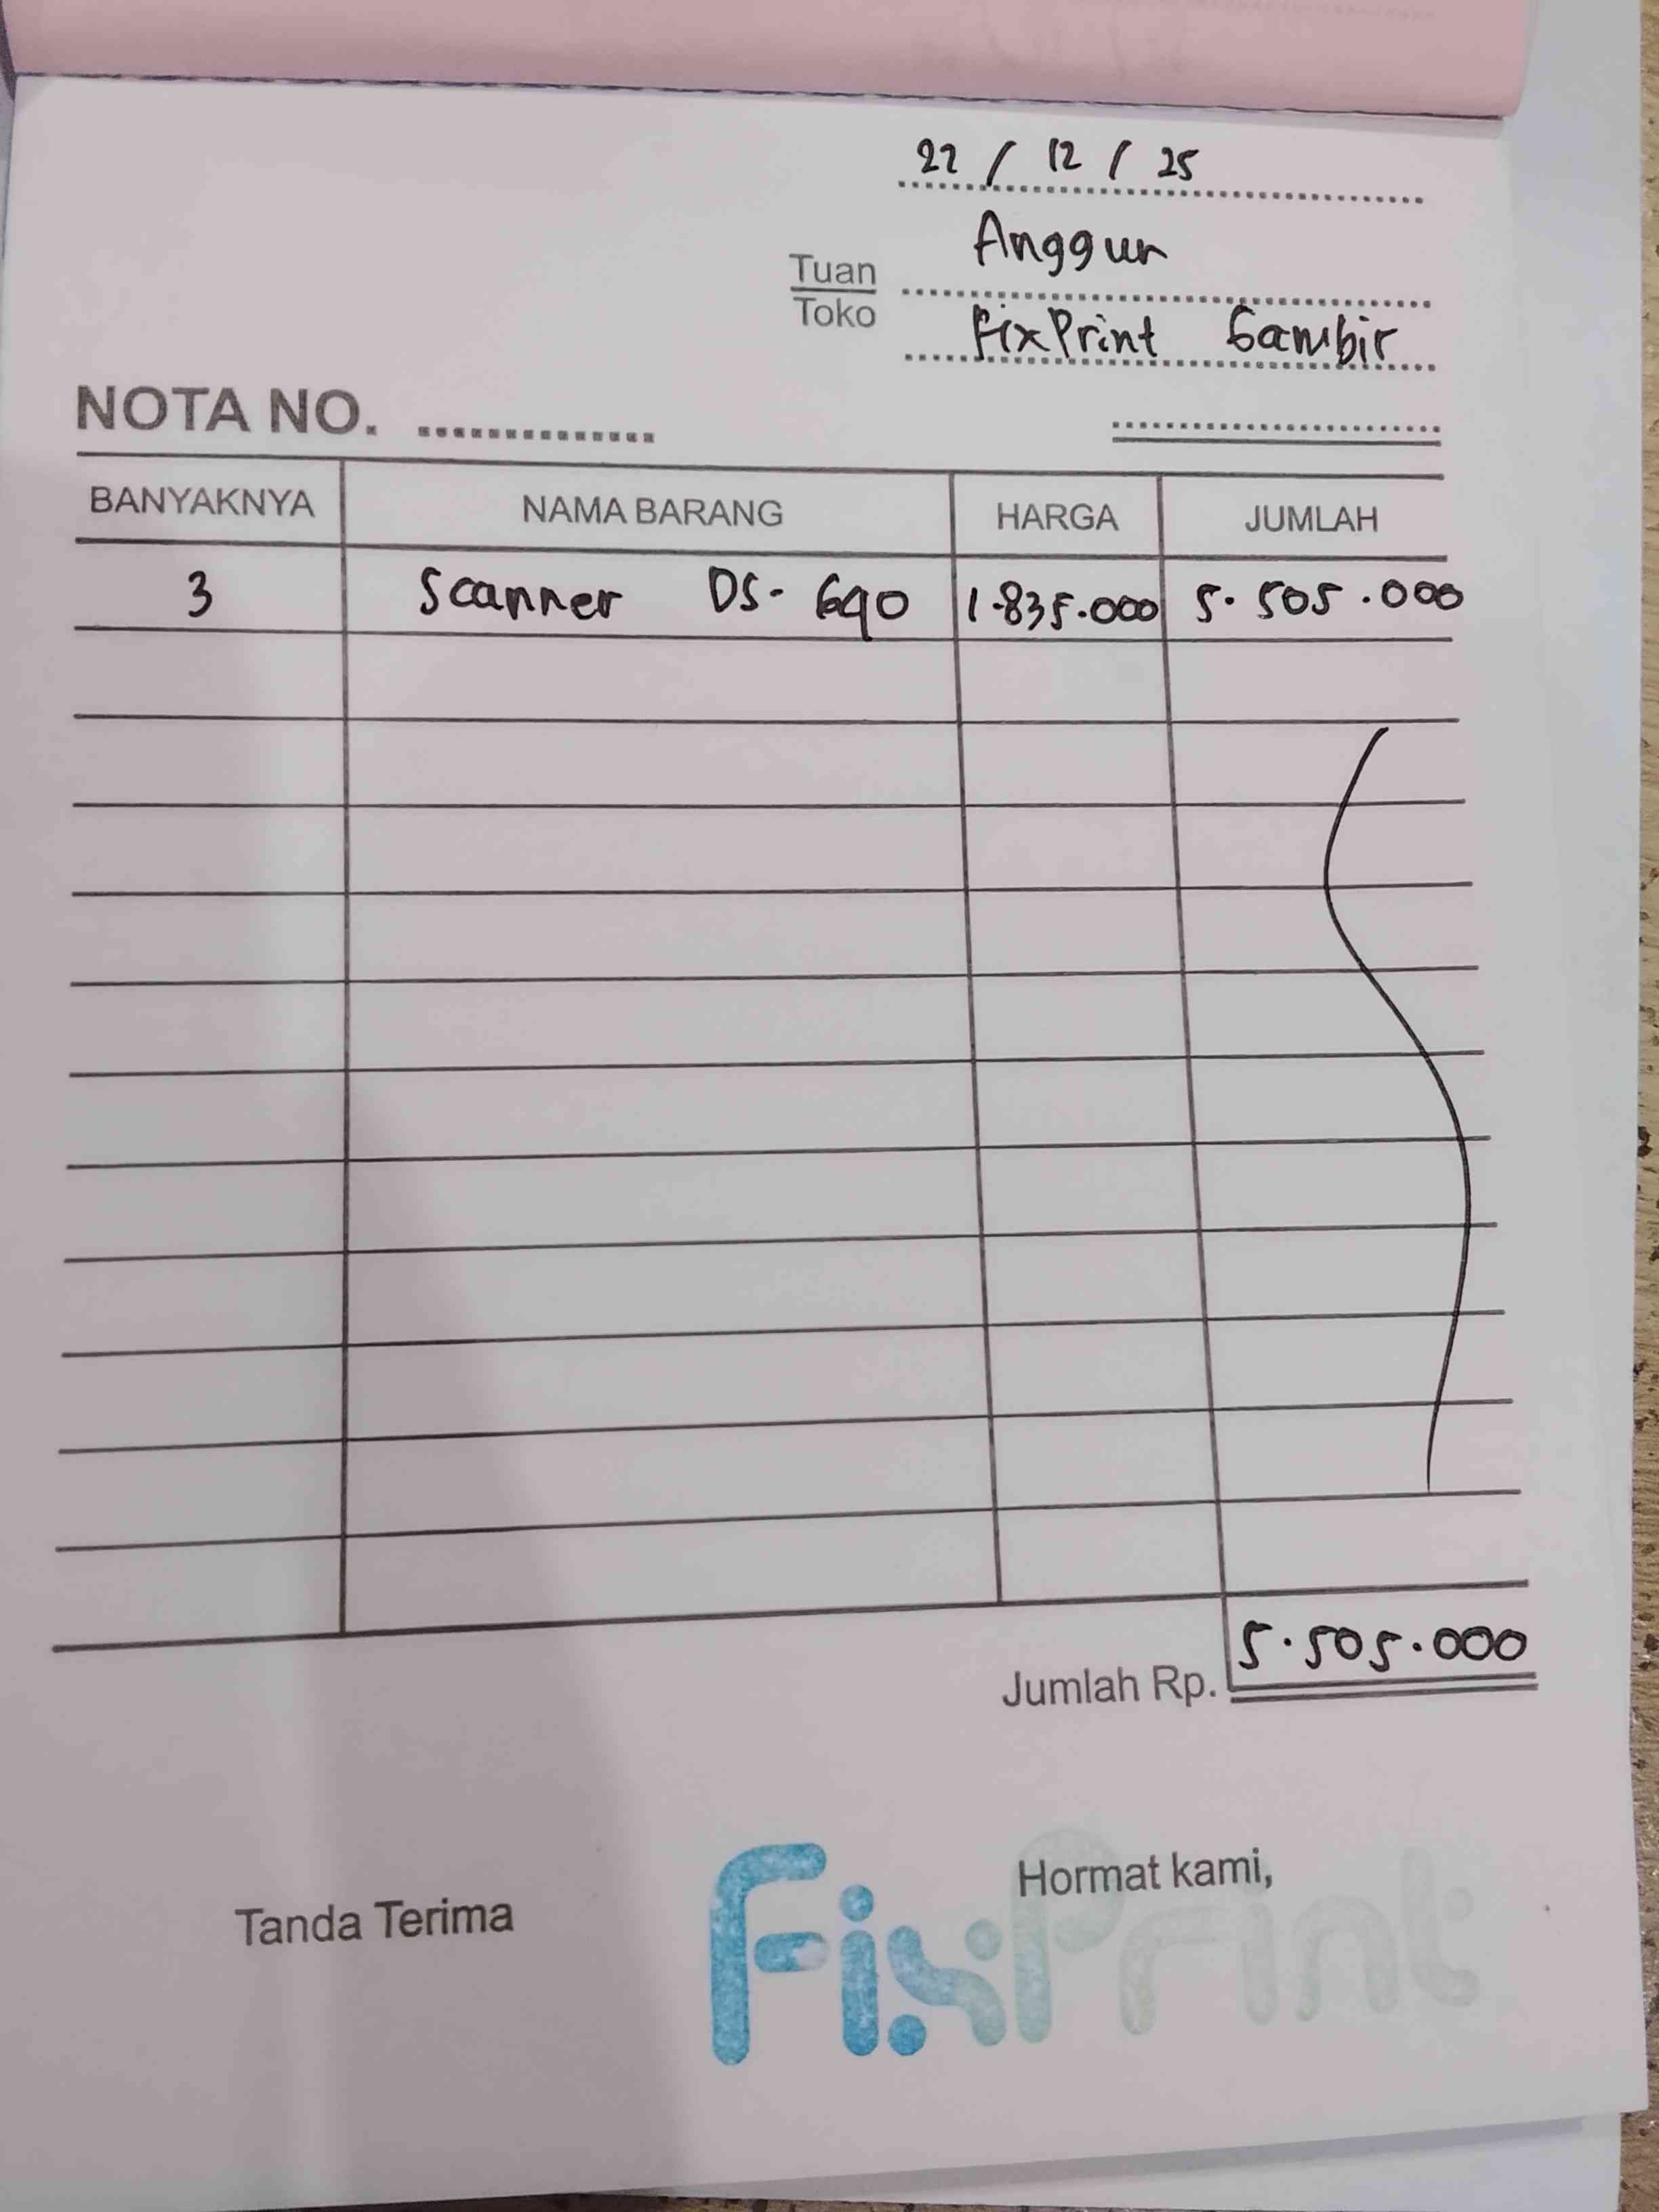 22 / 12 / 25
Tuan
Toko
Anggun
FixPrint Gambir
NOTA NO.
BANYAKNYA NAMA BARANG HARGA JUMLAH
3 Scanner DS-690 1.835.000 5.505.000
Jumlah Rp. 5.505.000
Tanda Terima Hormat kami,
FixPrint